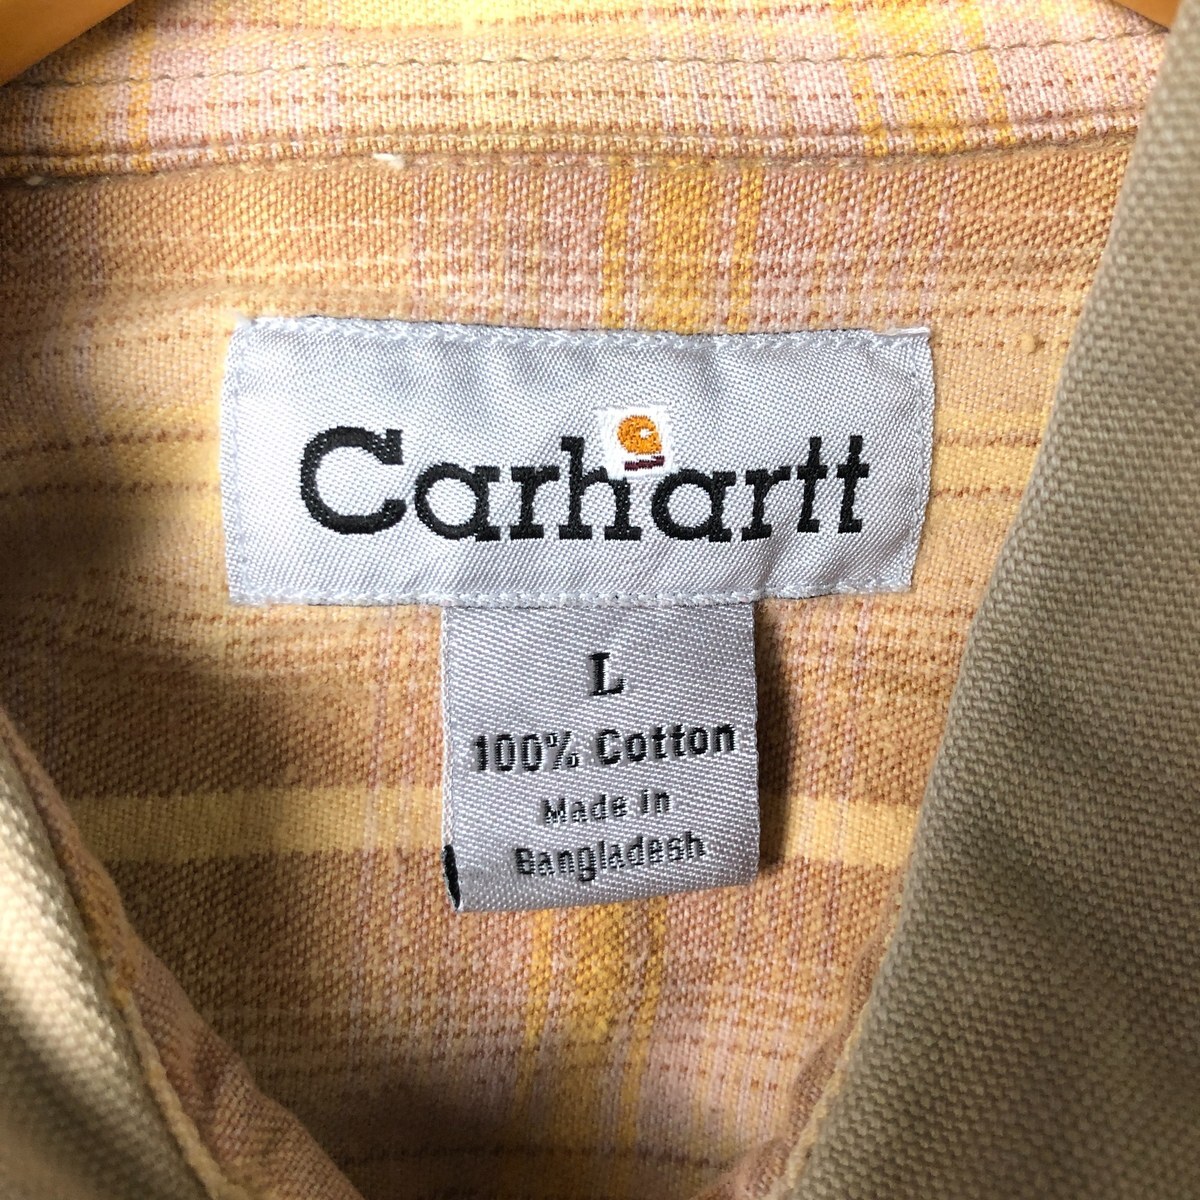 Carhartt
L
100% Cotton
Made in
Bangladesh